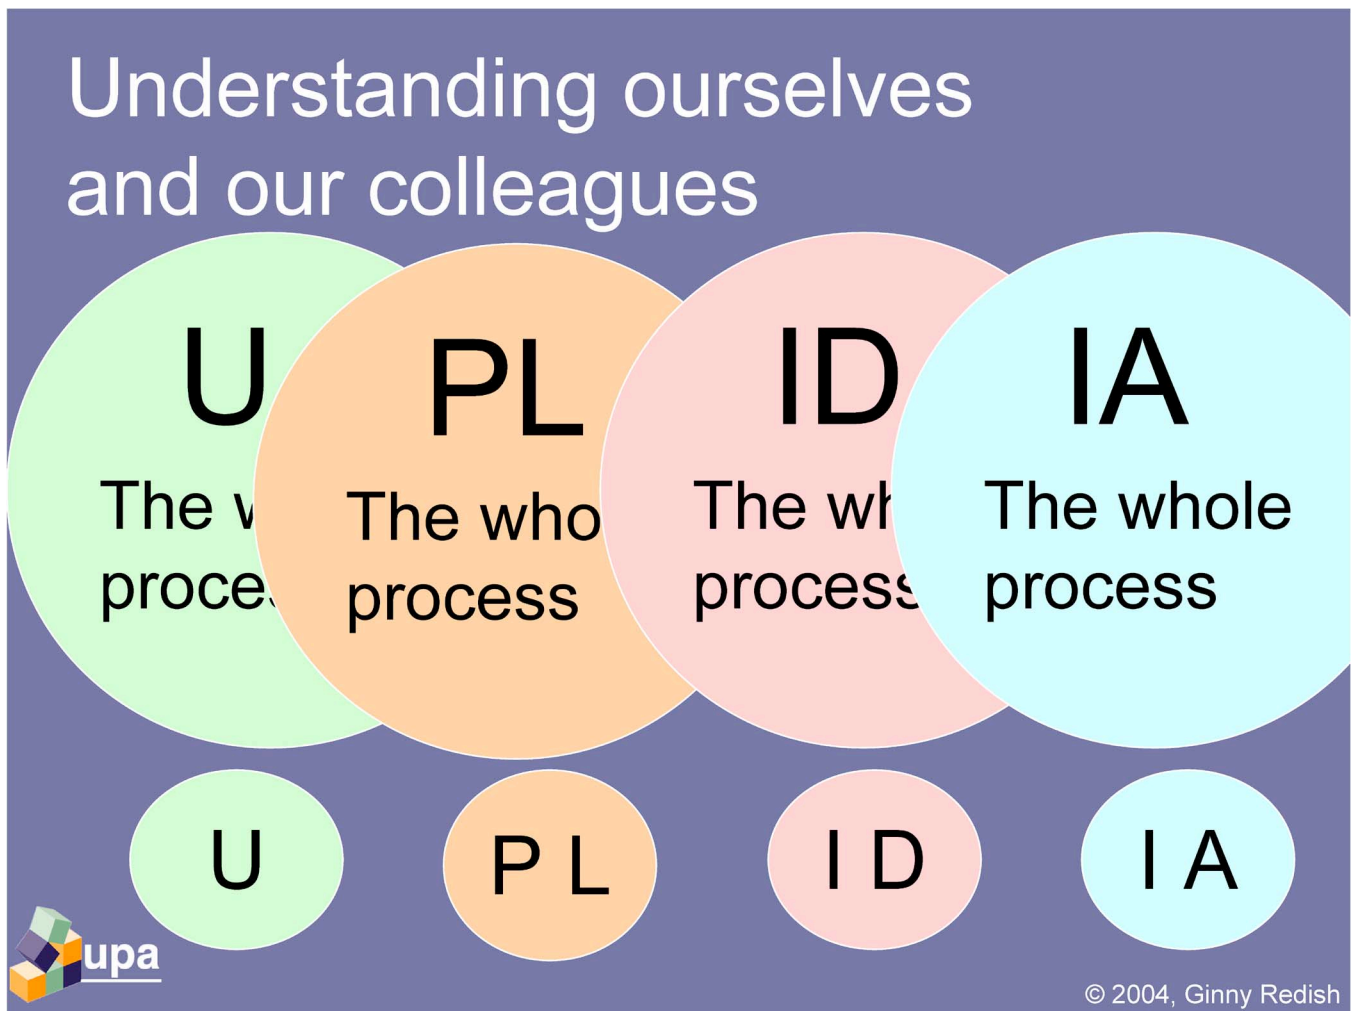 Understanding ourselves
and our colleagues
U
The w
proces
PL
The who
process
ID
The wh
process
IA
The whole
process
U
P L
I D
I A
upa
© 2004, Ginny Redish